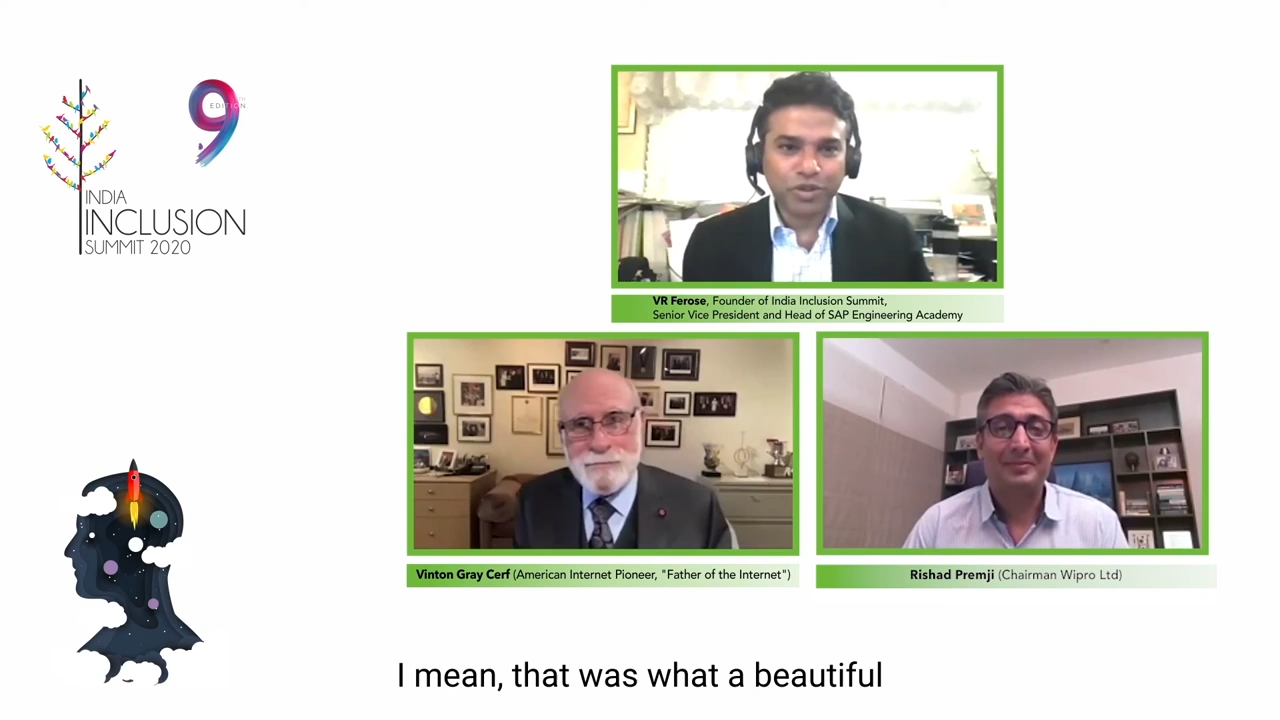 9
TH
EDITION
INDIA
INCLUSION
SUMMIT 2020
VR Ferose, Founder of India Inclusion Summit,
Senior Vice President and Head of SAP Engineering Academy
Vinton Gray Cerf (American Internet Pioneer, "Father of the Internet")
Rishad Premji (Chairman Wipro Ltd)
I mean, that was what a beautiful